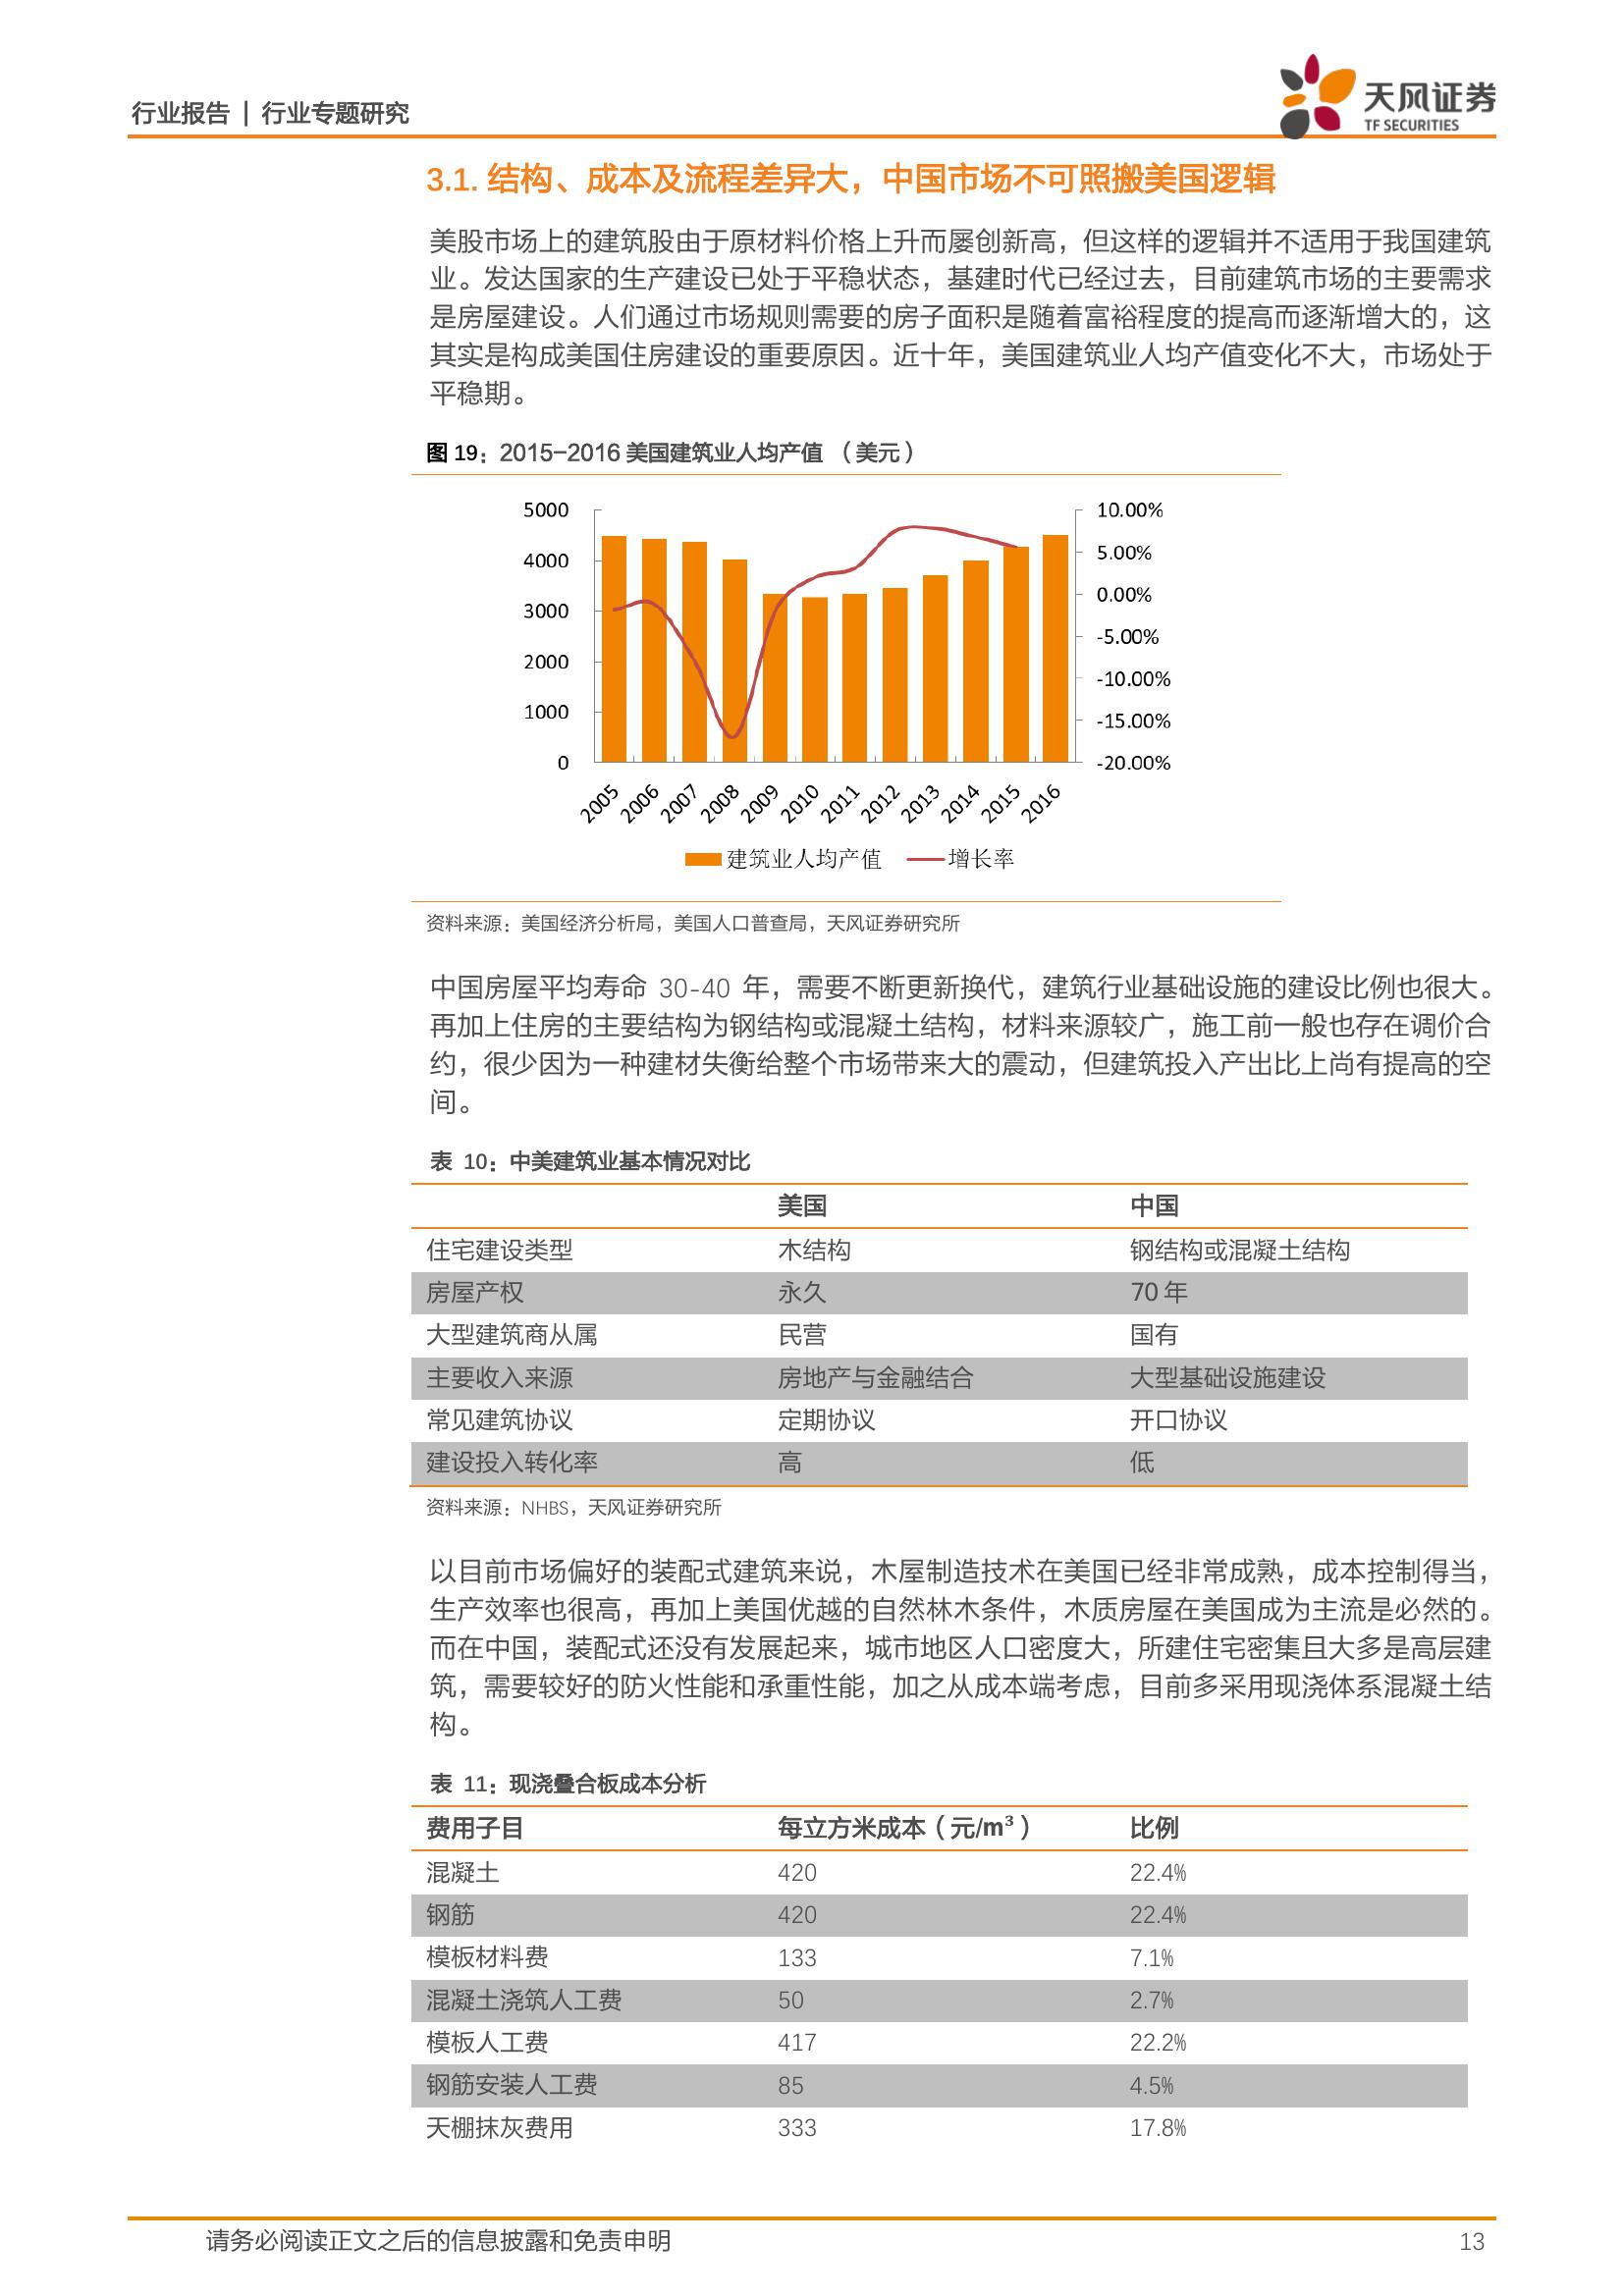 行业报告 | 行业专题研究
天风证券
TF SECURITIES
3.1. 结构、成本及流程差异大，中国市场不可照搬美国逻辑
美股市场上的建筑股由于原材料价格上升而屡创新高，但这样的逻辑并不适用于我国建筑
业。发达国家的生产建设已处于平稳状态，基建时代已经过去，目前建筑市场的主要需求
是房屋建设。人们通过市场规则需要的房子面积是随着富裕程度的提高而逐渐增大的，这
其实是构成美国住房建设的重要原因。近十年，美国建筑业人均产值变化不大，市场处于
平稳期。
图 19：2015-2016 美国建筑业人均产值 （美元）
5000
4000
3000
2000
1000
0
10.00%
5.00%
0.00%
-5.00%
-10.00%
-15.00%
-20.00%
2005 2006 2007 2008 2009 2010 2011 2012 2013 2014 2015 2016
建筑业人均产值 增长率
资料来源：美国经济分析局，美国人口普查局，天风证券研究所
中国房屋平均寿命 30-40 年，需要不断更新换代，建筑行业基础设施的建设比例也很大。
再加上住房的主要结构为钢结构或混凝土结构，材料来源较广，施工前一般也存在调价合
约，很少因为一种建材失衡给整个市场带来大的震动，但建筑投入产出比上尚有提高的空
间。
表 10：中美建筑业基本情况对比
美国 中国
住宅建设类型 木结构 钢结构或混凝土结构
房屋产权 永久 70 年
大型建筑商从属 民营 国有
主要收入来源 房地产与金融结合 大型基础设施建设
常见建筑协议 定期协议 开口协议
建设投入转化率 高 低
资料来源：NHBS，天风证券研究所
以目前市场偏好的装配式建筑来说，木屋制造技术在美国已经非常成熟，成本控制得当，
生产效率也很高，再加上美国优越的自然林木条件，木质房屋在美国成为主流是必然的。
而在中国，装配式还没有发展起来，城市地区人口密度大，所建住宅密集且大多是高层建
筑，需要较好的防火性能和承重性能，加之从成本端考虑，目前多采用现浇体系混凝土结
构。
表 11：现浇叠合板成本分析
费用子目 每立方米成本（元/m³） 比例
混凝土 420 22.4%
钢筋 420 22.4%
模板材料费 133 7.1%
混凝土浇筑人工费 50 2.7%
模板人工费 417 22.2%
钢筋安装人工费 85 4.5%
天棚抹灰费用 333 17.8%
请务必阅读正文之后的信息披露和免责申明 13